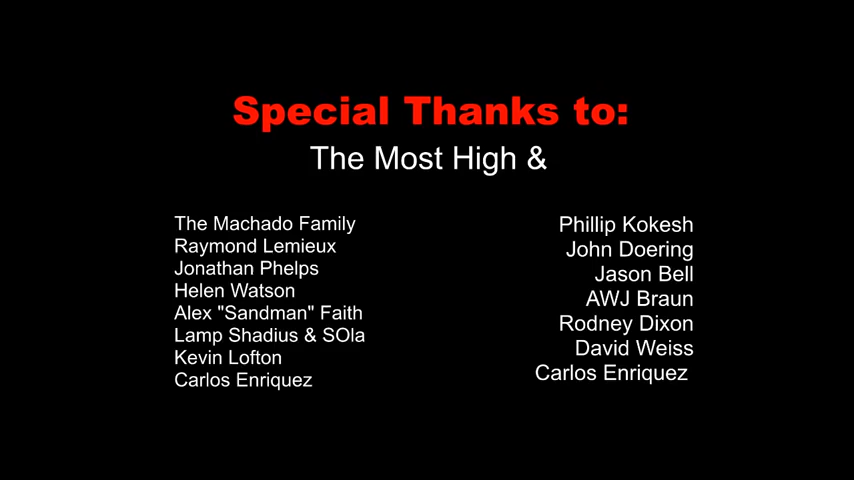 Special Thanks to:
The Most High &
The Machado Family
Raymond Lemieux
Jonathan Phelps
Helen Watson
Alex "Sandman" Faith
Lamp Shadius & SOla
Kevin Lofton
Carlos Enriquez
Phillip Kokesh
John Doering
Jason Bell
AWJ Braun
Rodney Dixon
David Weiss
Carlos Enriquez